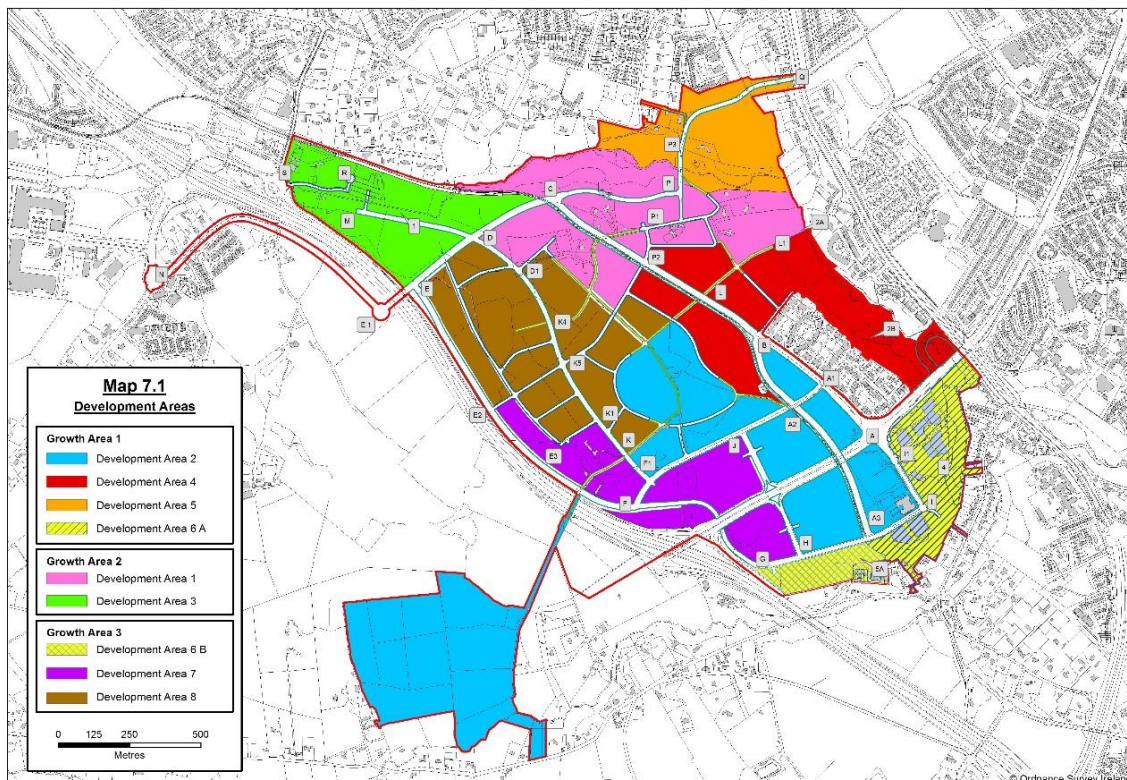 Q
P3
S
R
C
P
M
1
P1
2A
D
L1
P2
N
D1
E
L
E 1
K4
2B
B
K5
A1
Map 7.1
Development Areas
Growth Area 1
Development Area 2
Development Area 4
Development Area 5
Development Area 6 A
Growth Area 2
Development Area 1
Development Area 3
Growth Area 3
Development Area 6 B
Development Area 7
Development Area 8
0 125 250 500
Metres
E2
K1
A2
K
A
E3
J
I1
F1
4
F
I
A3
H
G
5A
© Ordnance Survey Ireland